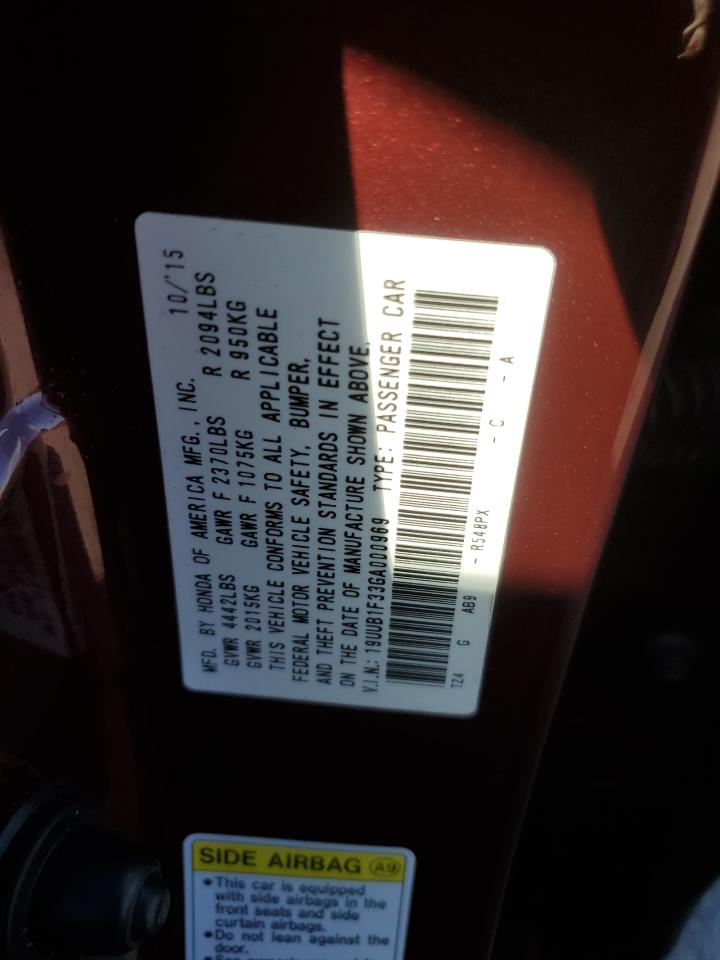 MFD. BY HONDA OF AMERICA MFG., INC. 10/'15
GVWR 4442LBS GAWR F 2370LBS R 2094LBS
GVWR 2015KG GAWR F 1075KG R 950KG
THIS VEHICLE CONFORMS TO ALL APPLICABLE
FEDERAL MOTOR VEHICLE SAFETY, BUMPER,
AND THEFT PREVENTION STANDARDS IN EFFECT
ON THE DATE OF MANUFACTURE SHOWN ABOVE.
V.I.N.: 19UUB1F33GA000969 TYPE: PASSENGER CAR
TZ4 G AB9 - R548PX - C - A
SIDE AIRBAG A9
•This car is equipped
with side airbags in the
front seats and side
curtain airbags.
•Do not lean against the
door.